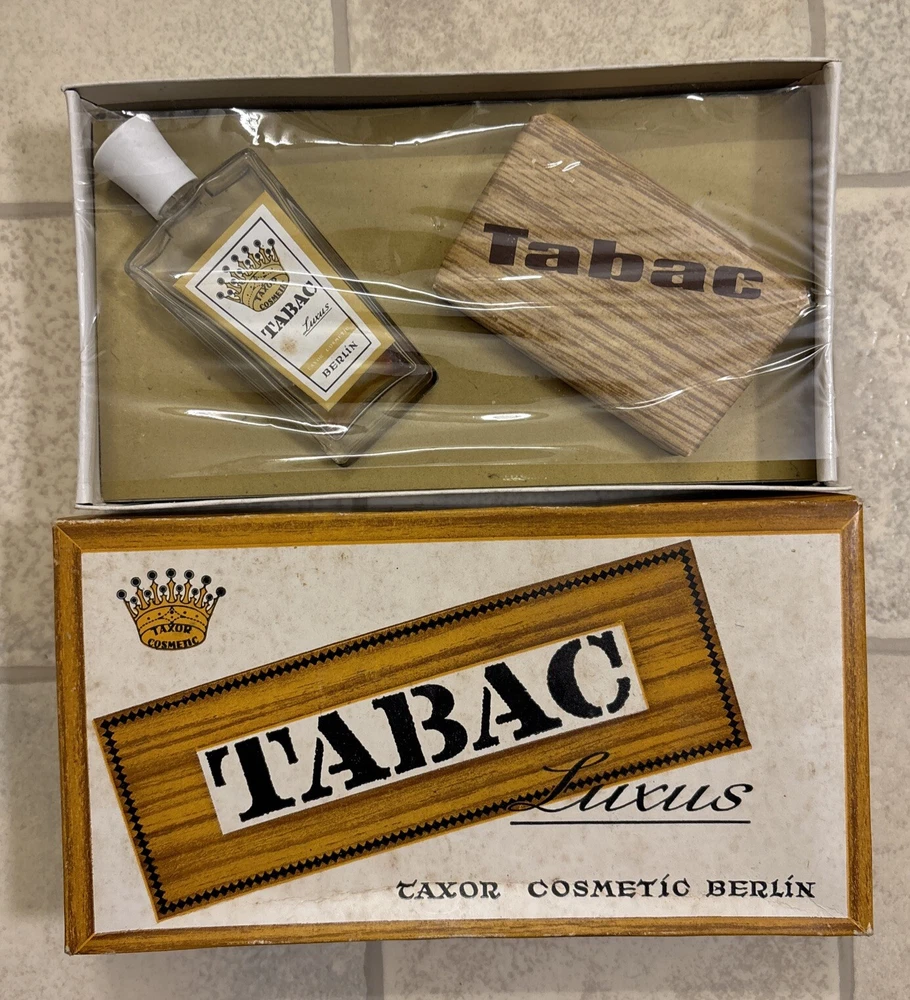 TAXOR
COSMETIC
TABAC
Luxus
BERLIN
Tabac
TAXOR
COSMETIC
TABAC
Luxus
TAXOR COSMETIC BERLIN